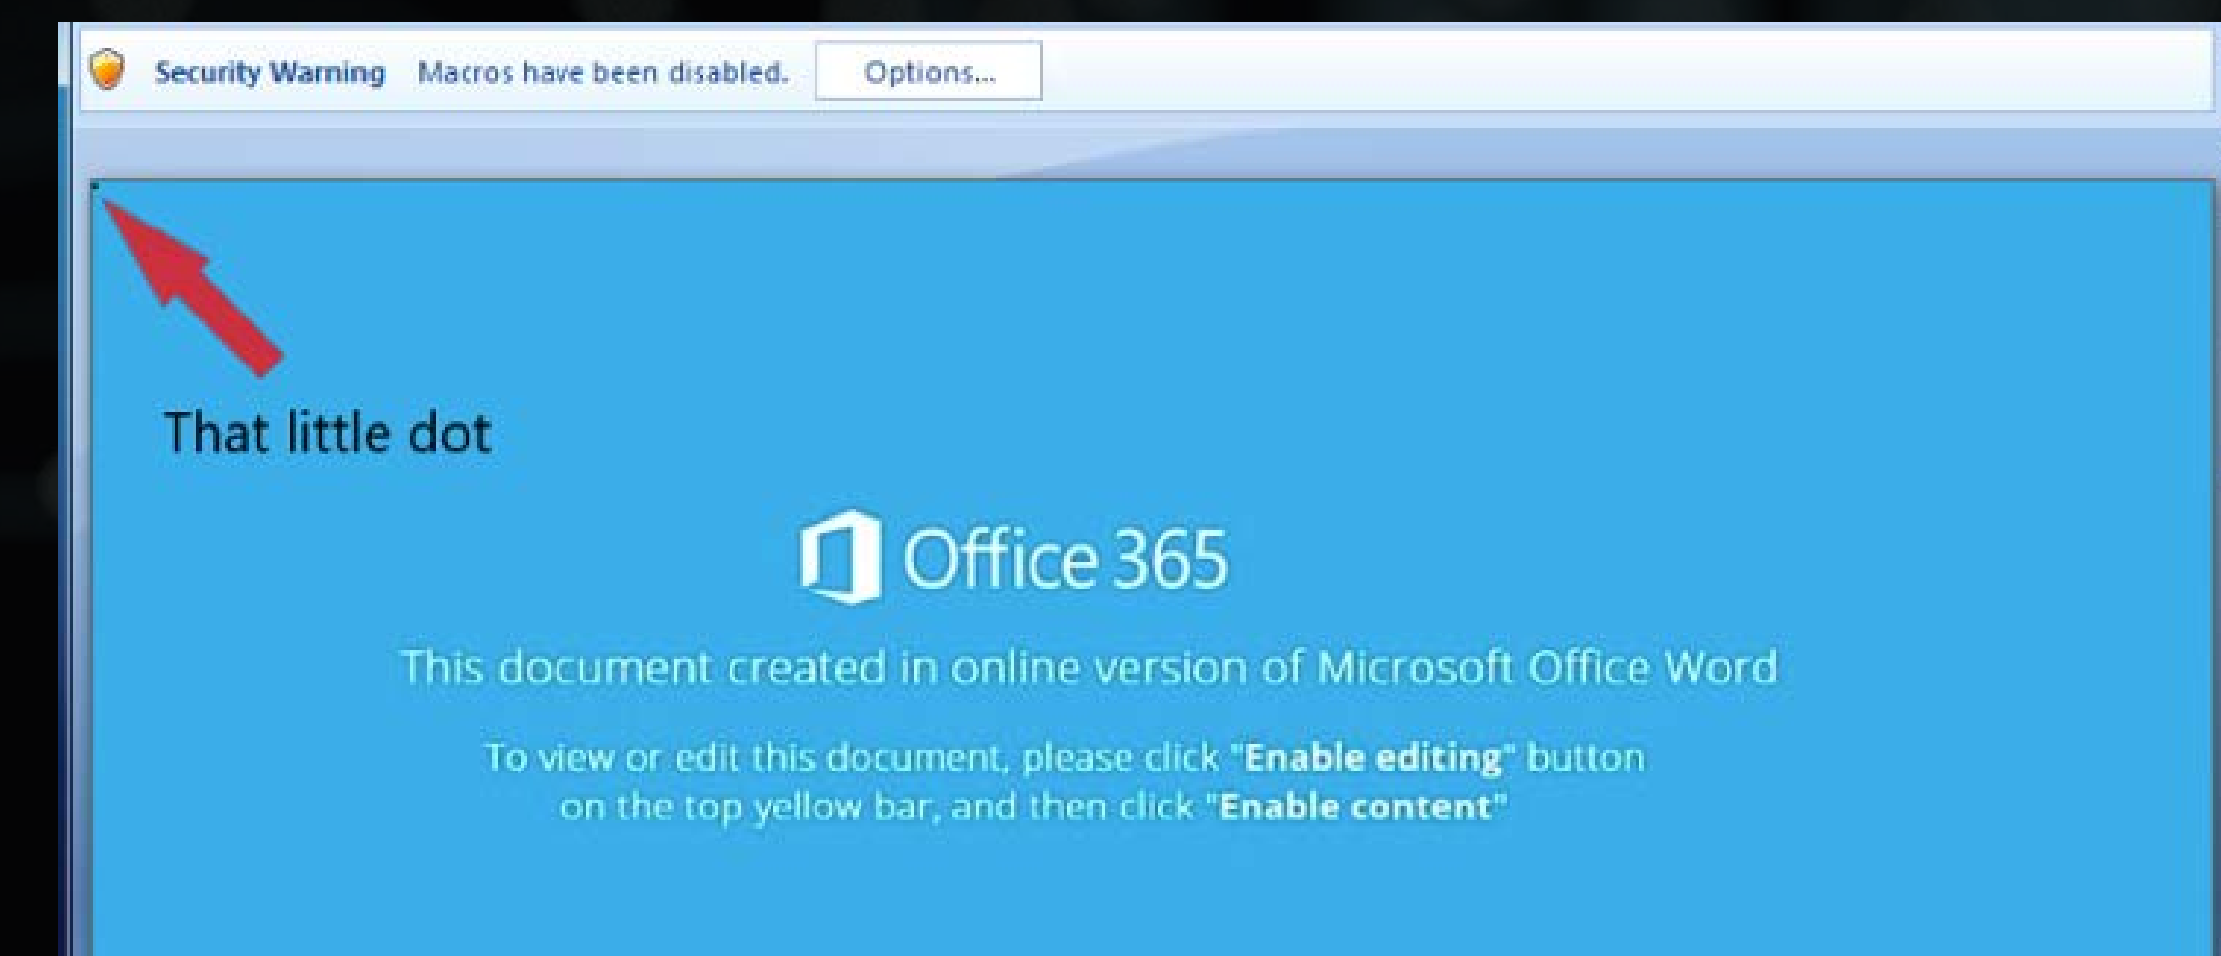 Security Warning Macros have been disabled. Options...
That little dot
Office 365
This document created in online version of Microsoft Office Word
To view or edit this document, please click "Enable editing" button
on the top yellow bar, and then click "Enable content"